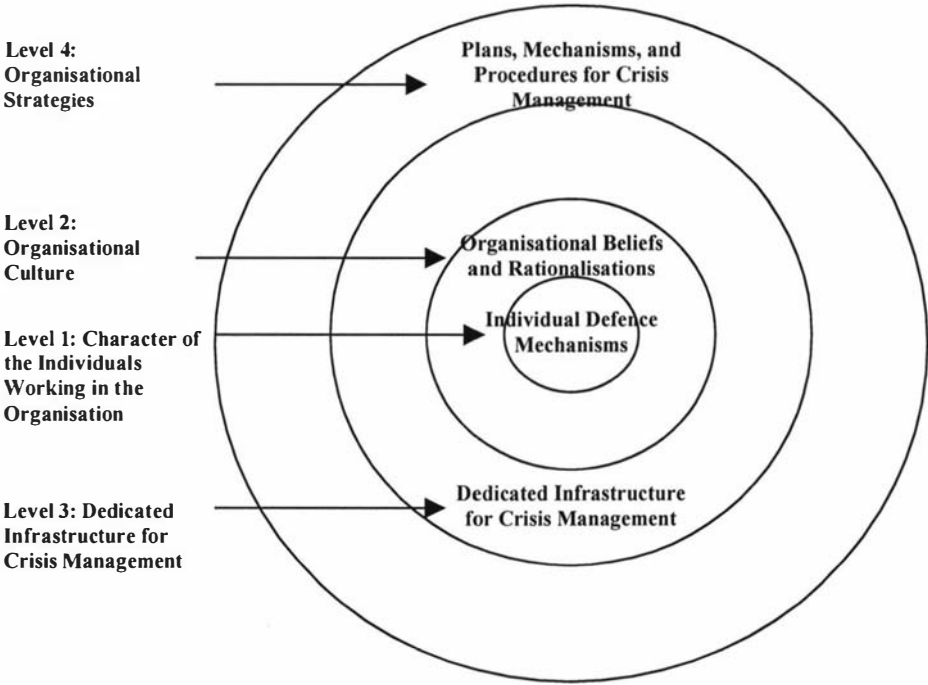 Level 4:
Organisational
Strategies
Plans, Mechanisms, and
Procedures for Crisis
Management
Level 2:
Organisational
Culture
Organisational Beliefs
and Rationalisations
Level 1: Character of
the Individuals
Working in the
Organisation
Individual Defence
Mechanisms
Level 3: Dedicated
Infrastructure for
Crisis Management
Dedicated Infrastructure
for Crisis Management